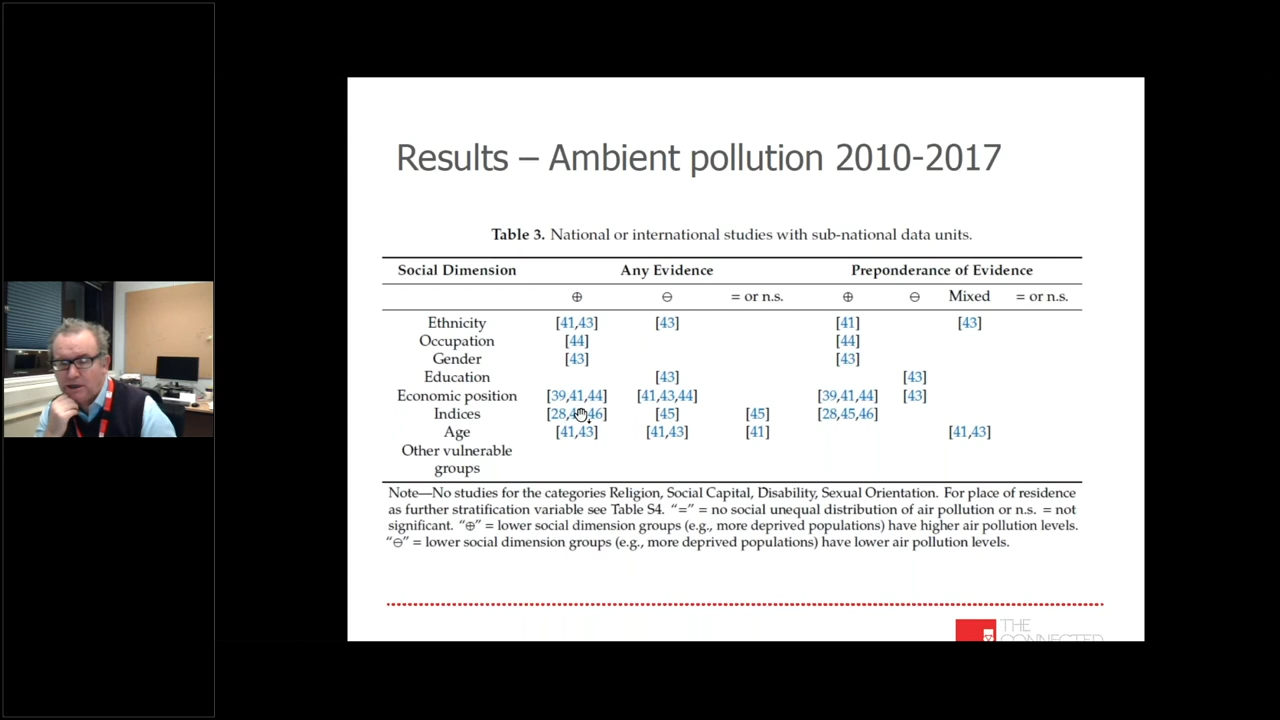 Results – Ambient pollution 2010-2017
Table 3. National or international studies with sub-national data units.
Social Dimension Any Evidence Preponderance of Evidence
⊕ ⊖ = or n.s. ⊕ ⊖ Mixed = or n.s.
Ethnicity [41,43] [43] [41] [43]
Occupation [44] [44]
Gender [43] [43]
Education [43] [43]
Economic position [39,41,44] [41,43,44] [39,41,44] [43]
Indices [45] [45] [28,45,46]
Age [41,43] [41,43] [41] [41,43]
Other vulnerable
groups
Note—No studies for the categories Religion, Social Capital, Disability, Sexual Orientation. For place of residence
as further stratification variable see Table S4. “=” = no social unequal distribution of air pollution or n.s. = not
significant. “⊕” = lower social dimension groups (e.g., more deprived populations) have higher air pollution levels.
“⊖” = lower social dimension groups (e.g., more deprived populations) have lower air pollution levels.
THE
CONNECTED